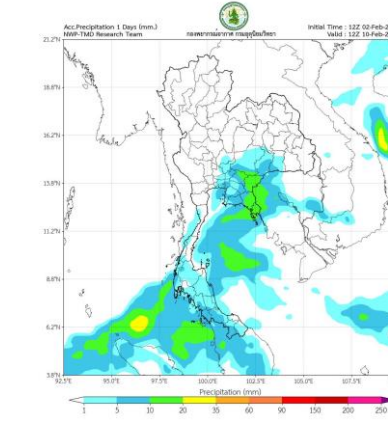 Acc.Precipitation 1 Days (mm.)
NWP-TMD Research Team
กองพยากรณ์อากาศ กรมอุตุนิยมวิทยา
Initial Time : 12Z 02-Feb-2
Valid : 12Z 10-Feb-2
21.2°N
18.8°N
16.2°N
13.8°N
11.2°N
8.8°N
6.2°N
3.8°N
92.5°E 95.0°E 97.5°E 100.0°E 102.5°E 105.0°E 107.5°E
Precipitation (mm)
1 5 10 20 35 60 90 150 200 250